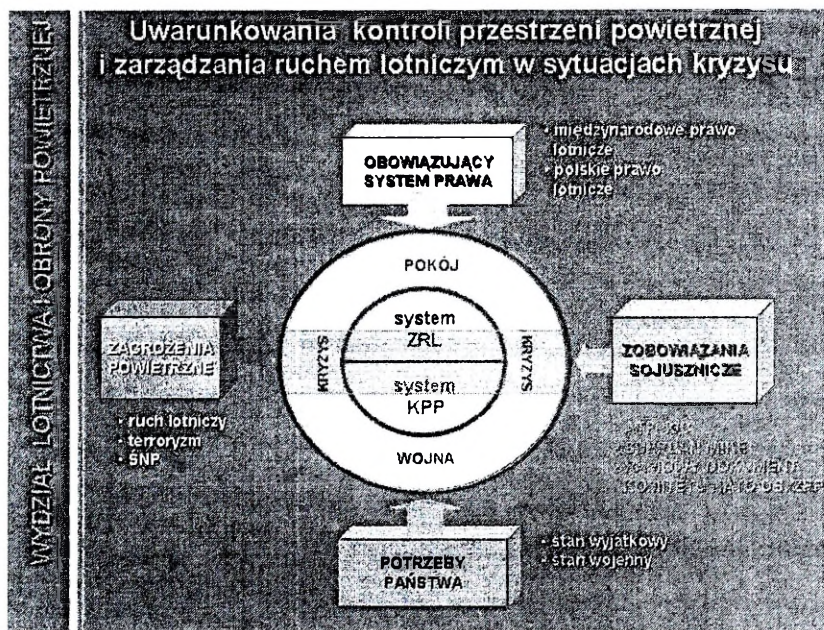 WYDZIAŁ LOTNICTWA I OBRONY POWIETRZNEJ
Uwarunkowania kontroli przestrzeni powietrznej
i zarządzania ruchem lotniczym w sytuacjach kryzysu
OBOWIĄZUJĄCY
SYSTEM PRAWA
• międzynarodowe prawo
lotnicze
• polskie prawo
lotnicze
POKÓJ
KRYZYS
system
ZRL
system
KPP
KRYZYS
WOJNA
ZAGROŻENIA
POWIETRZNE
• ruch lotniczy
• terroryzm
• ŚNP
ZOBOWIĄZANIA
SOJUSZNICZE
DOKUMENT
POTRZEBY
PAŃSTWA
• stan wyjątkowy
• stan wojenny